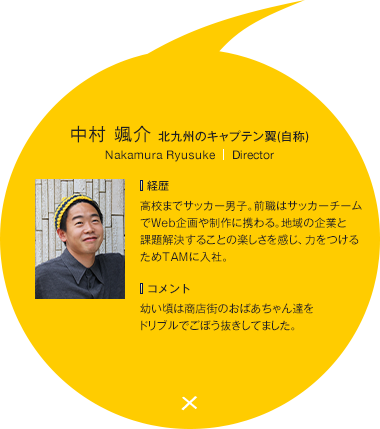 中村 颯介 北九州のキャプテン翼(自称)
Nakamura Ryusuke | Director
経歴
高校までサッカー男子。前職はサッカーチーム
でWeb企画や制作に携わる。地域の企業と
課題解決することの楽しさを感じ、力をつける
ためTAMに入社。
コメント
幼い頃は商店街のおばあちゃん達を
ドリブルでごぼう抜きしてました。